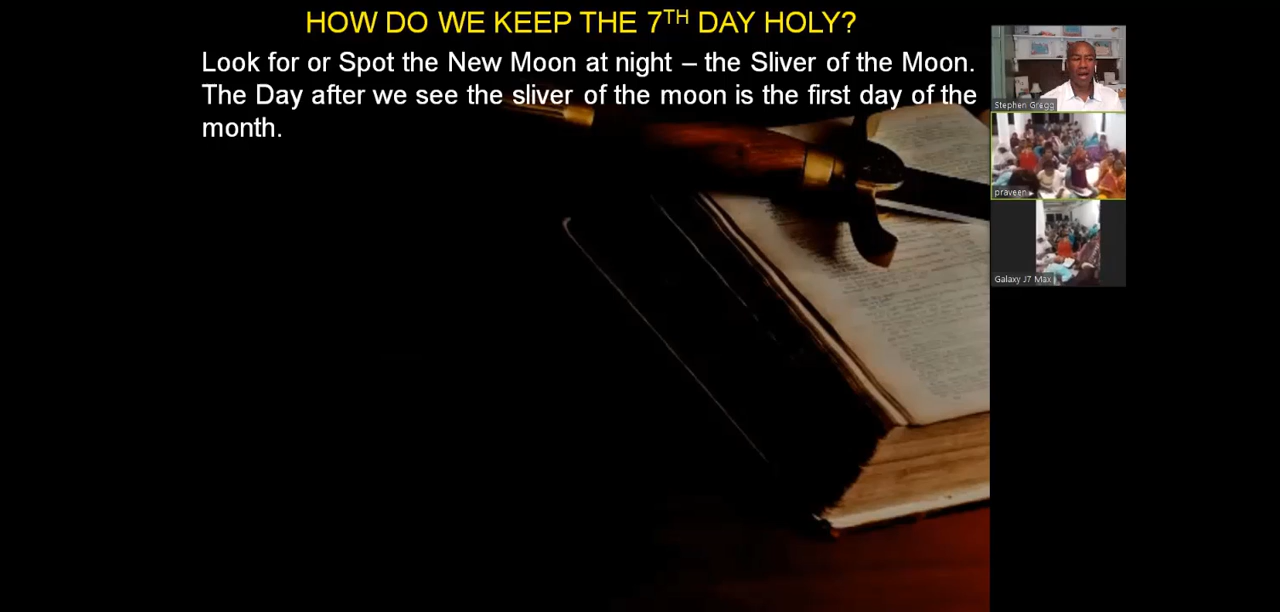 HOW DO WE KEEP THE 7TH DAY HOLY?
Look for or Spot the New Moon at night – the Sliver of the Moon.
The Day after we see the sliver of the moon is the first day of the
month.
Stephen Gregg
praveen
Galaxy J7 Max